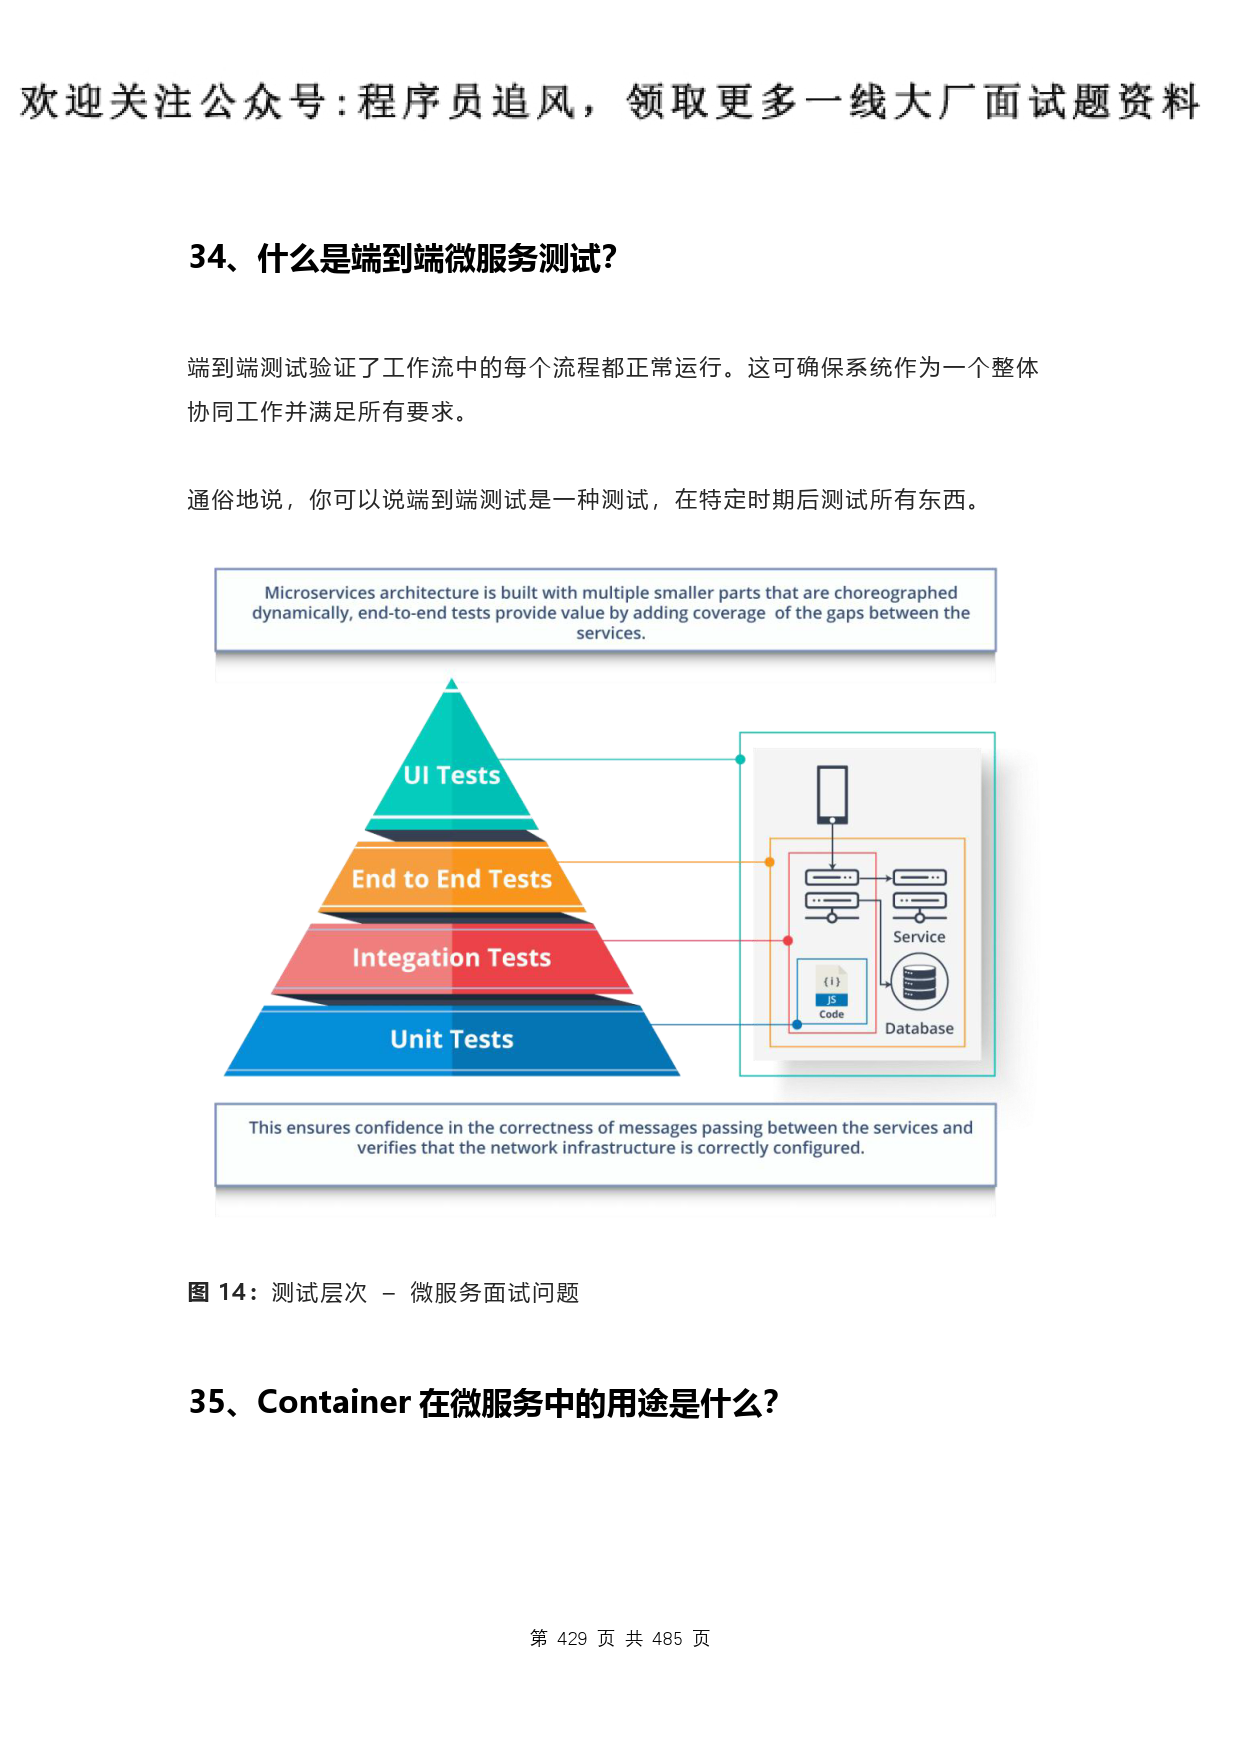 欢迎关注公众号:程序员追风，领取更多一线大厂面试题资料
34、什么是端到端微服务测试?
端到端测试验证了工作流中的每个流程都正常运行。这可确保系统作为一个整体
协同工作并满足所有要求。
通俗地说，你可以说端到端测试是一种测试，在特定时期后测试所有东西。
Microservices architecture is built with multiple smaller parts that are choreographed
dynamically, end-to-end tests provide value by adding coverage of the gaps between the
services.
UI Tests
End to End Tests
Integation Tests
Unit Tests
Service
{i}
JS
Code
Database
This ensures confidence in the correctness of messages passing between the services and
verifies that the network infrastructure is correctly configured.
图 14：测试层次 – 微服务面试问题
35、Container 在微服务中的用途是什么?
第 429 页 共 485 页